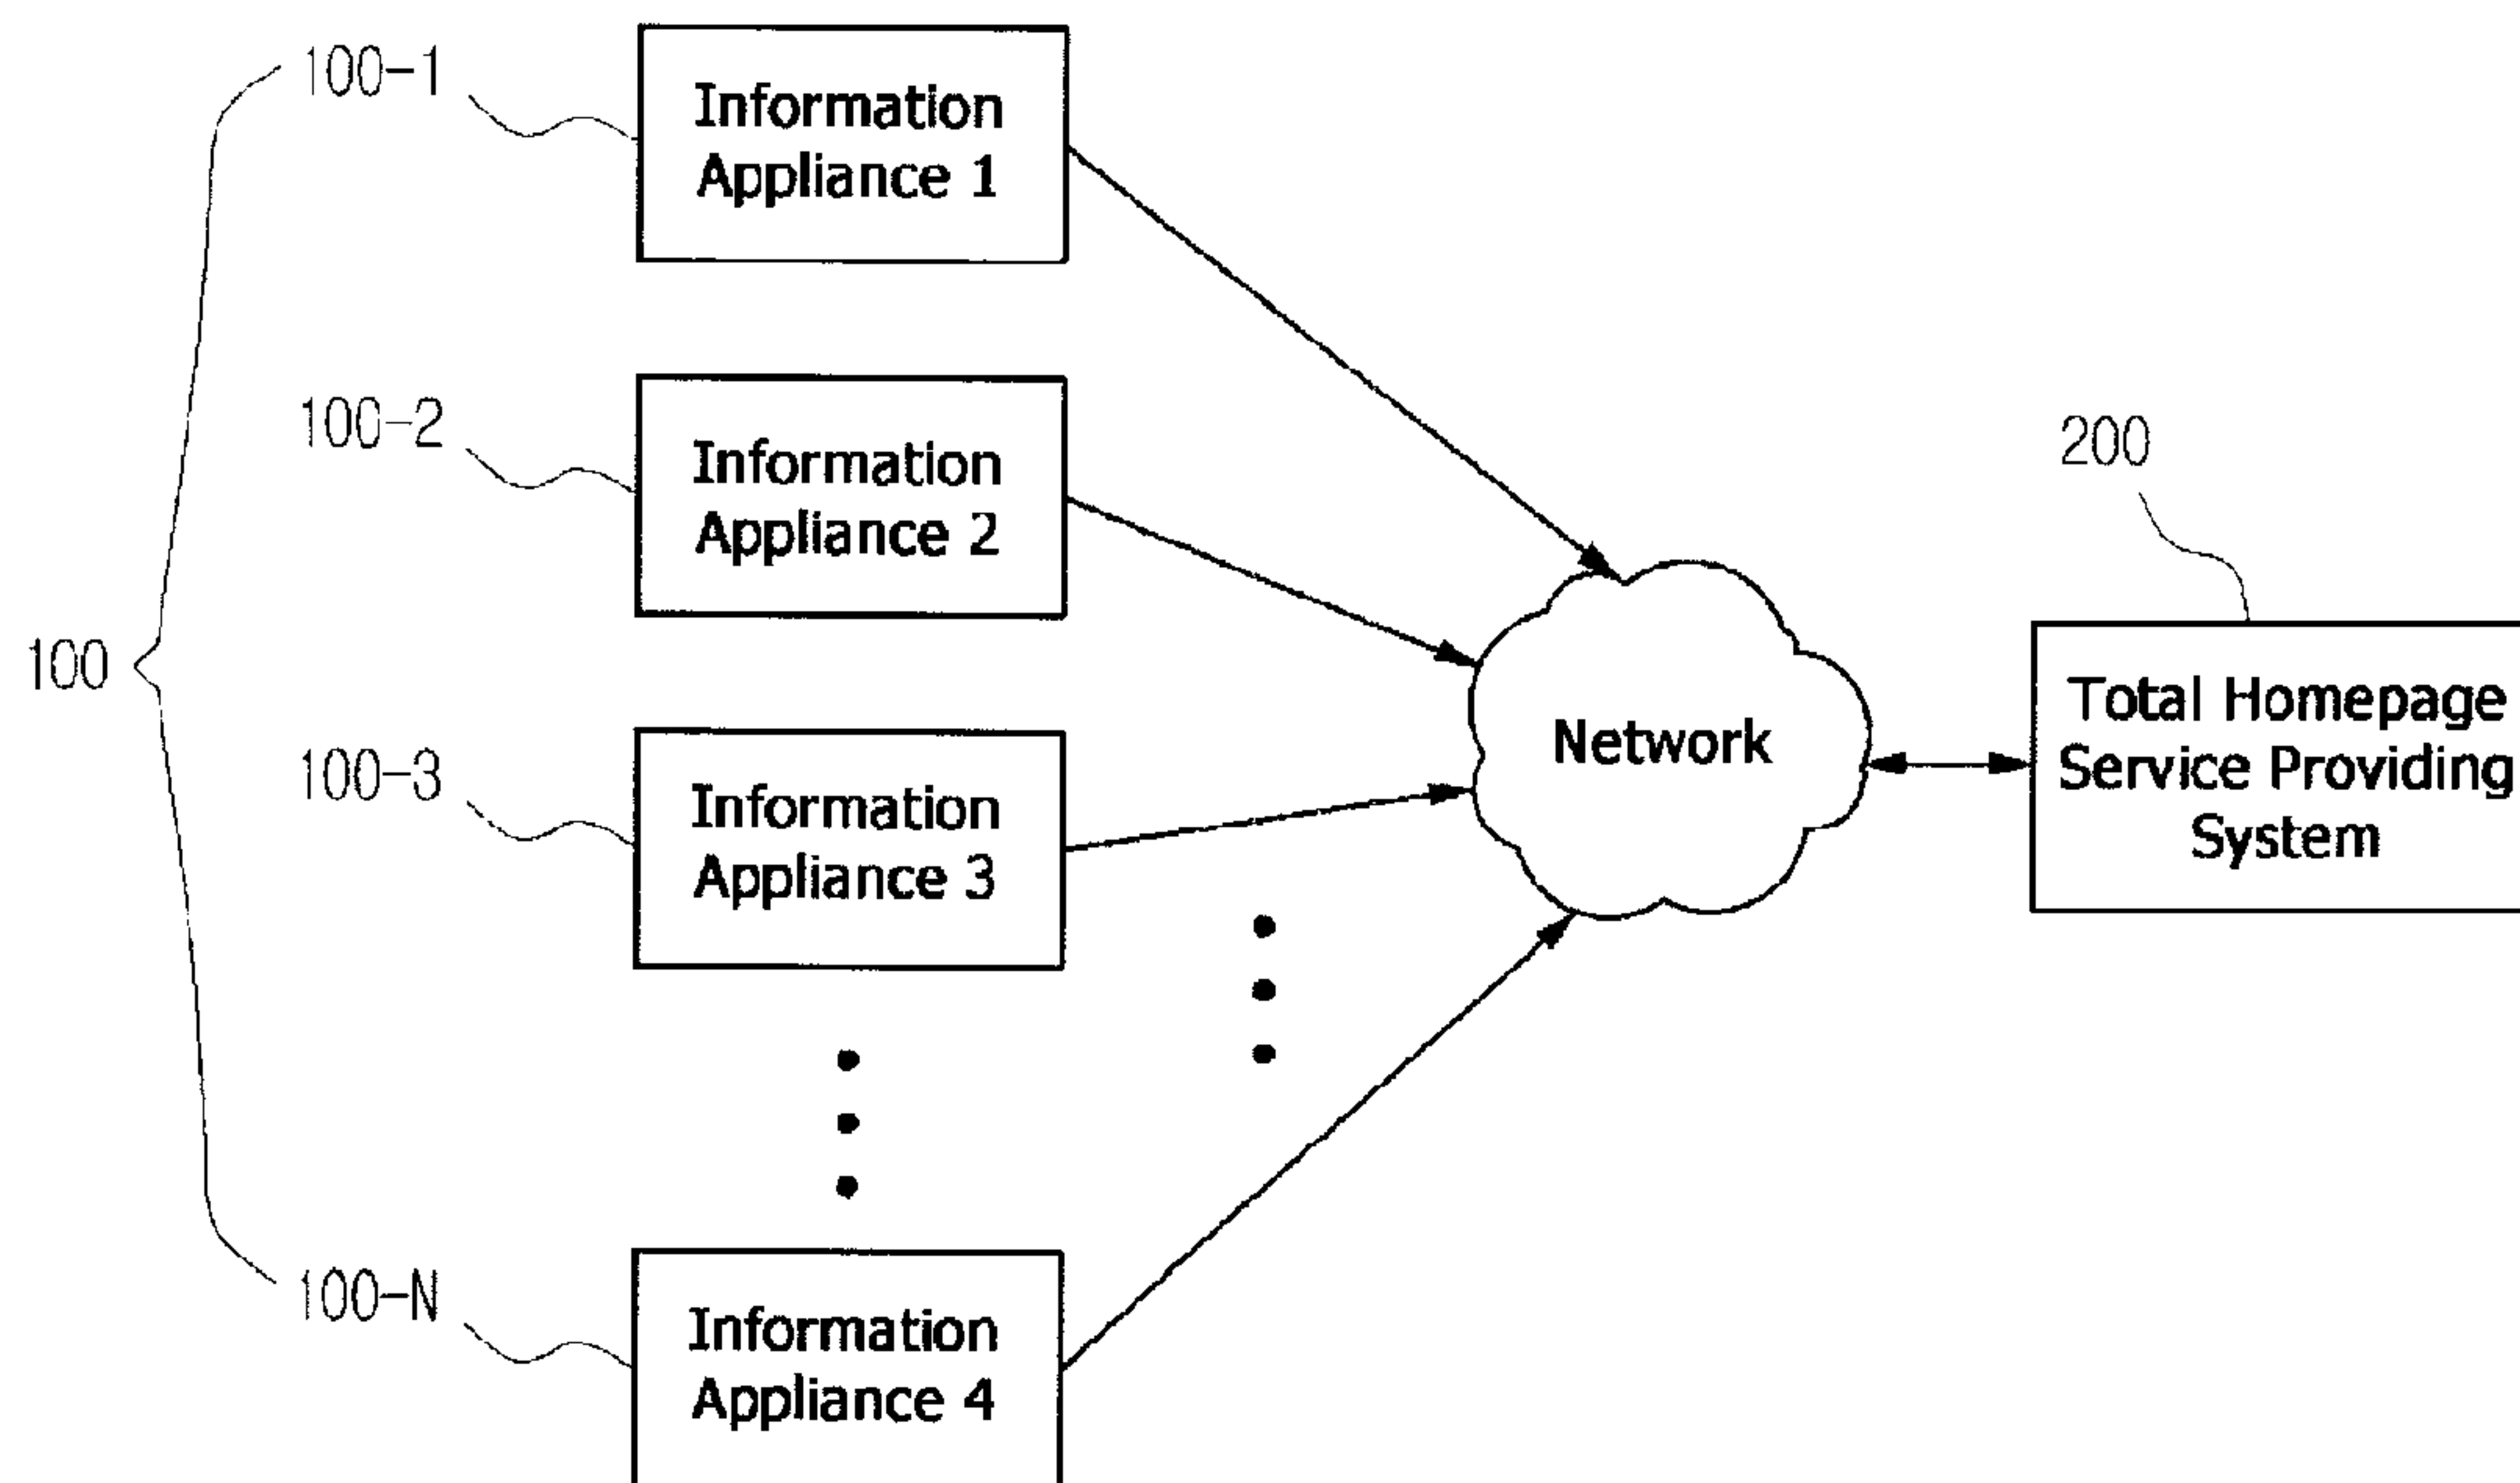 100-1
Information
Appliance 1
100-2
Information
Appliance 2
200
100
Network
Total Homepage
Service Providing
System
100-3
Information
Appliance 3
100-N
Information
Appliance 4